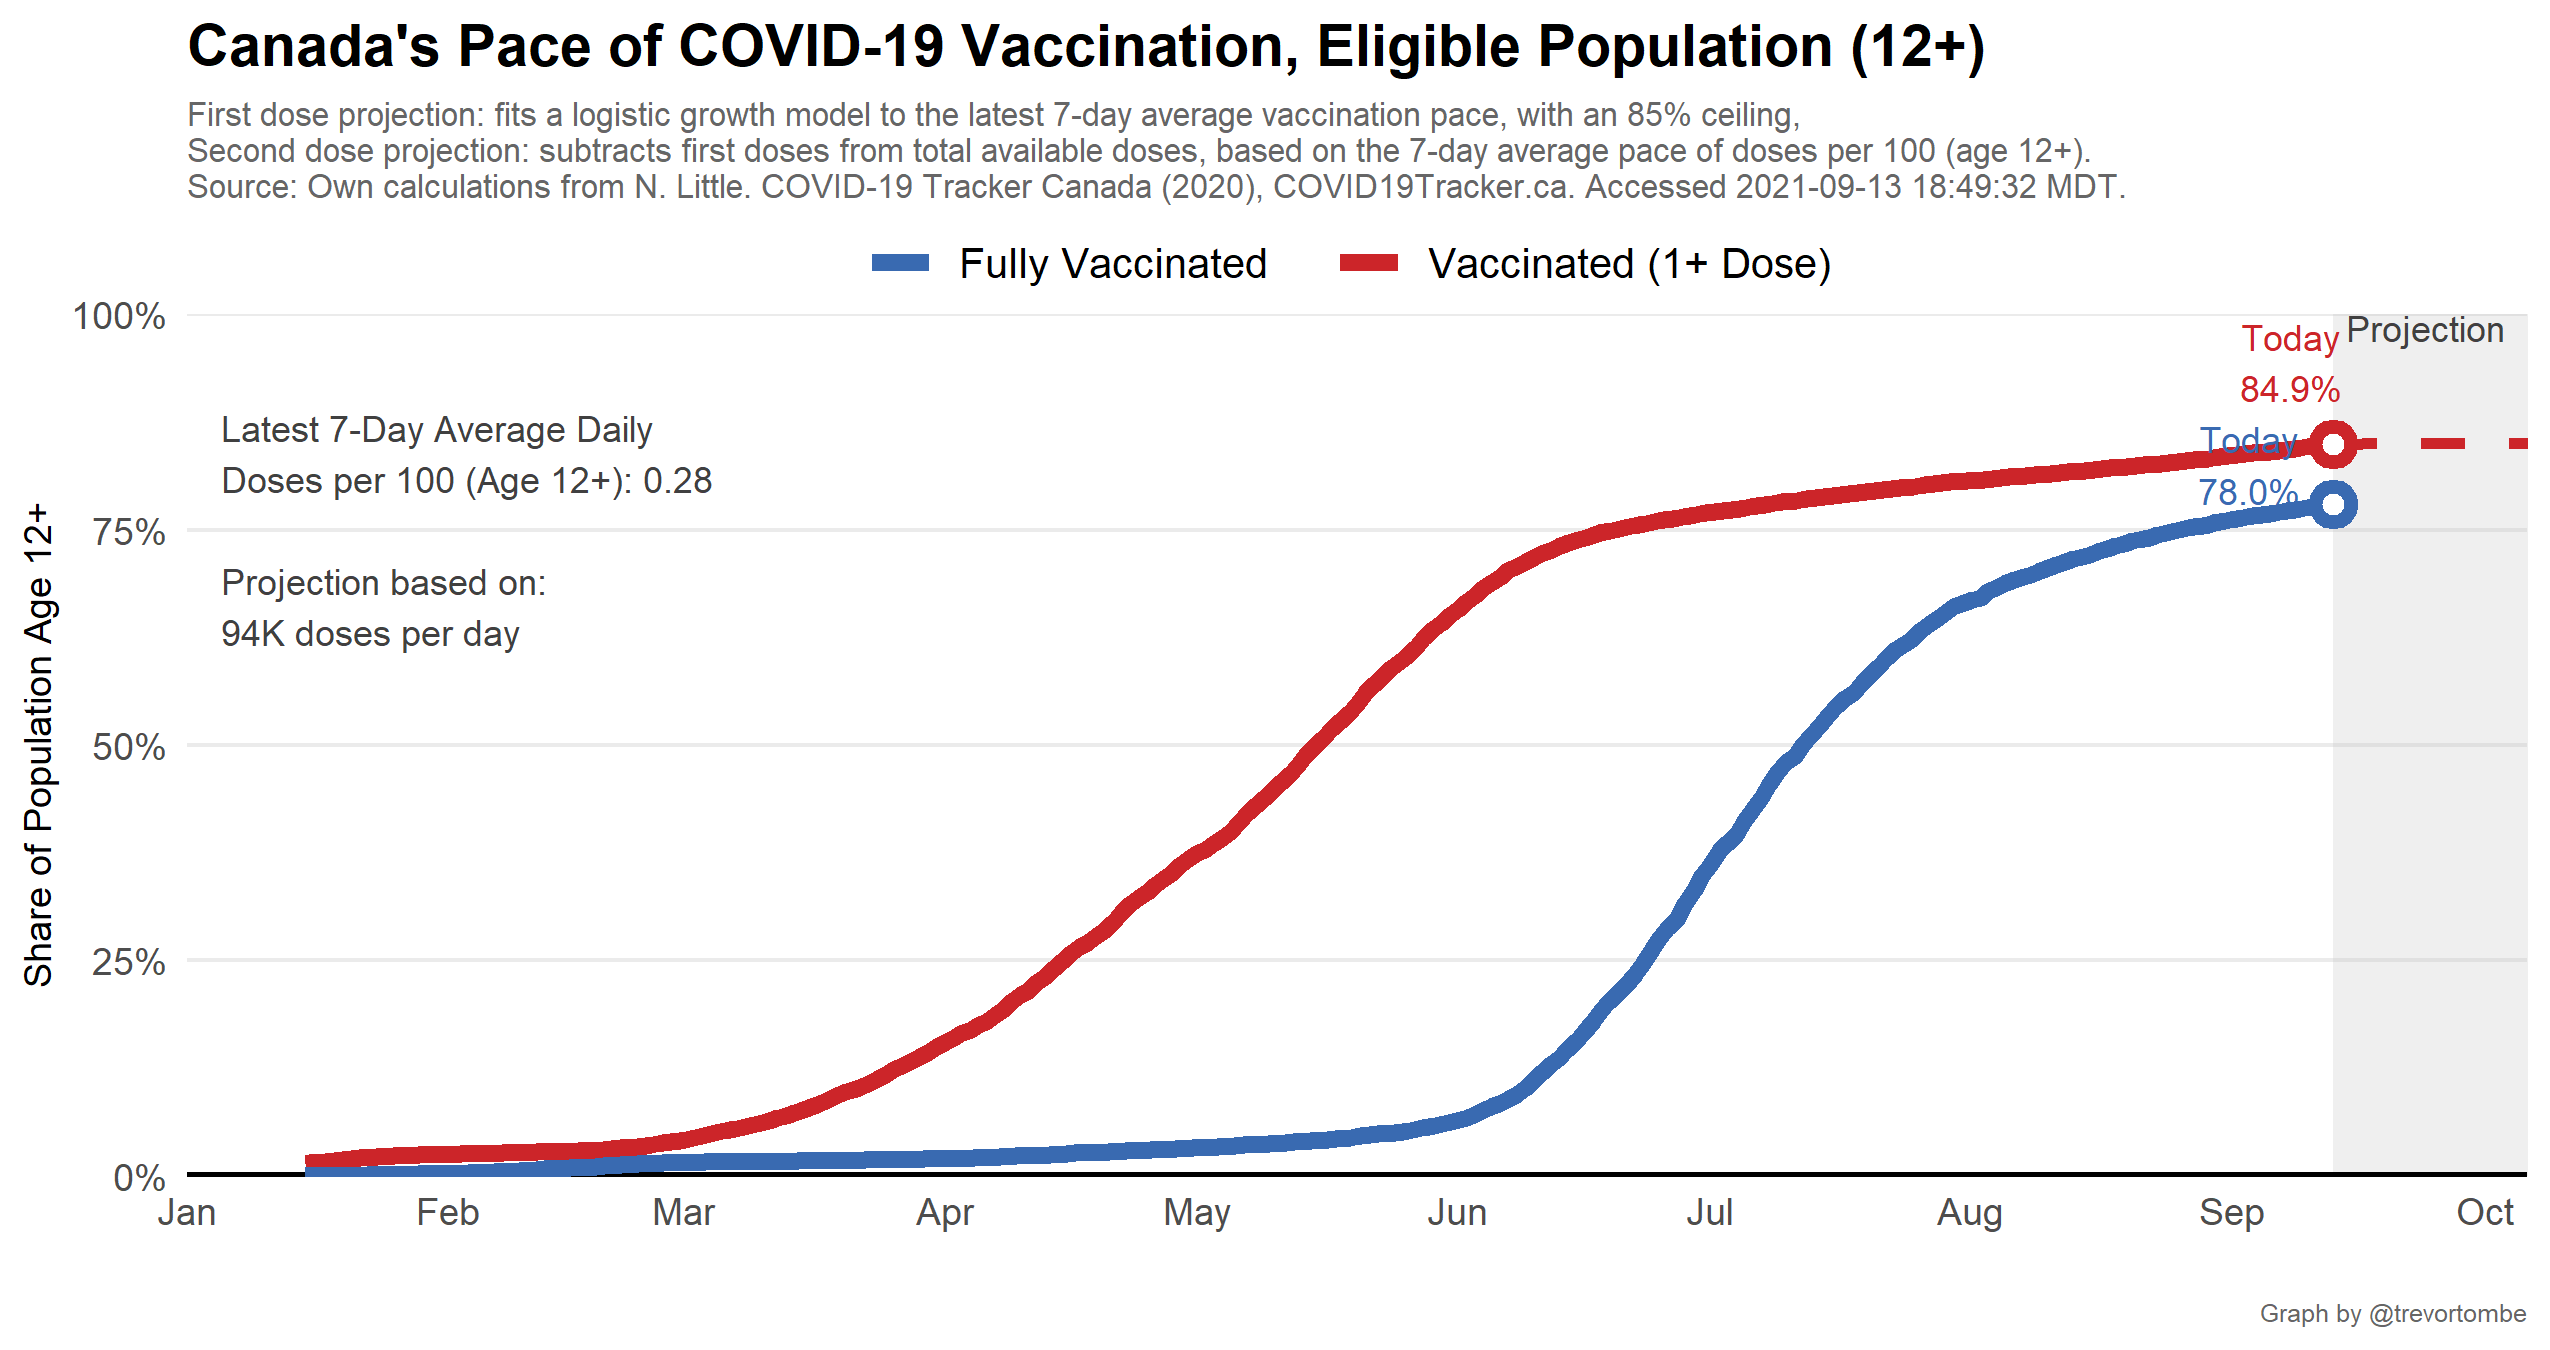 Canada's Pace of COVID-19 Vaccination, Eligible Population (12+)
First dose projection: fits a logistic growth model to the latest 7-day average vaccination pace, with an 85% ceiling,
Second dose projection: subtracts first doses from total available doses, based on the 7-day average pace of doses per 100 (age 12+).
Source: Own calculations from N. Little. COVID-19 Tracker Canada (2020), COVID19Tracker.ca. Accessed 2021-09-13 18:49:32 MDT.
Fully Vaccinated
Vaccinated (1+ Dose)
100%
75%
50%
25%
0%
Share of Population Age 12+
Latest 7-Day Average Daily
Doses per 100 (Age 12+): 0.28
Projection based on:
94K doses per day
Today
84.9%
Projection
Today
78.0%
Jan
Feb
Mar
Apr
May
Jun
Jul
Aug
Sep
Oct
Graph by @trevortombe